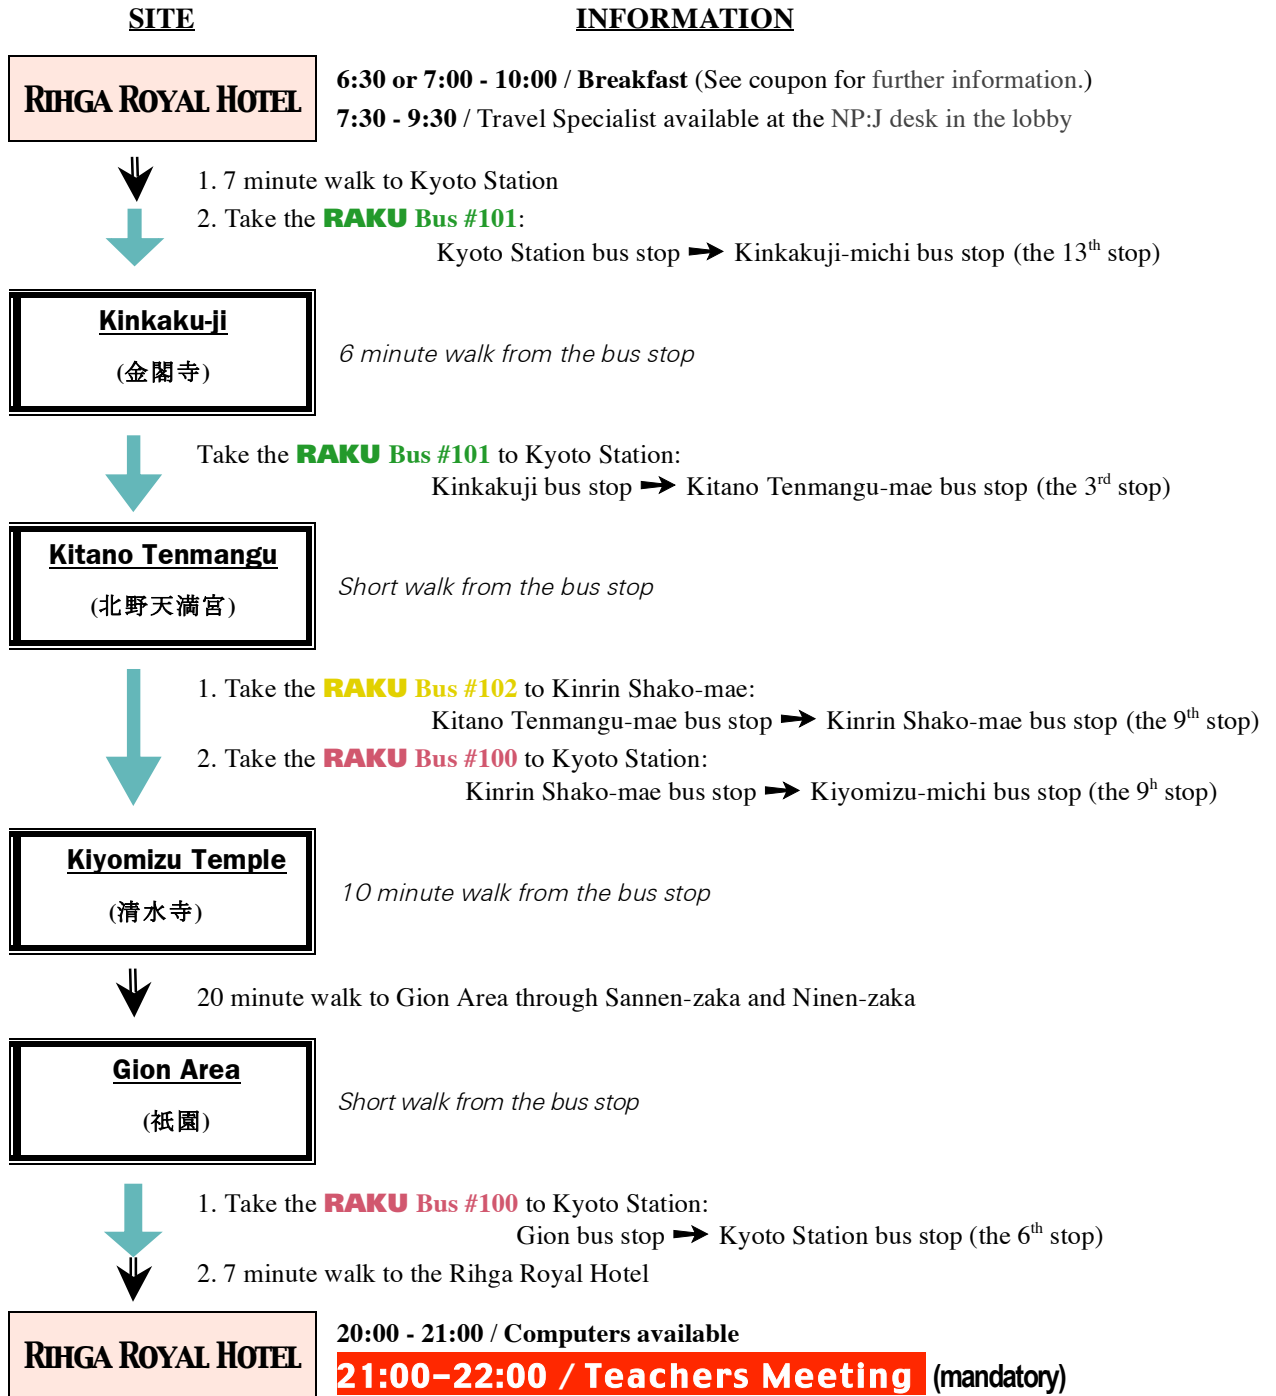 SITE INFORMATION
RIHGA ROYAL HOTEL
6:30 or 7:00 - 10:00 / Breakfast (See coupon for further information.)
7:30 - 9:30 / Travel Specialist available at the NP:J desk in the lobby
1. 7 minute walk to Kyoto Station
2. Take the RAKU Bus #101:
Kyoto Station bus stop → Kinkakuji-michi bus stop (the 13th stop)
Kinkaku-ji
(金閣寺)
6 minute walk from the bus stop
Take the RAKU Bus #101 to Kyoto Station:
Kinkakuji bus stop → Kitano Tenmangu-mae bus stop (the 3rd stop)
Kitano Tenmangu
(北野天満宮)
Short walk from the bus stop
1. Take the RAKU Bus #102 to Kinrin Shako-mae:
Kitano Tenmangu-mae bus stop → Kinrin Shako-mae bus stop (the 9th stop)
2. Take the RAKU Bus #100 to Kyoto Station:
Kinrin Shako-mae bus stop → Kiyomizu-michi bus stop (the 9h stop)
Kiyomizu Temple
(清水寺)
10 minute walk from the bus stop
20 minute walk to Gion Area through Sannen-zaka and Ninen-zaka
Gion Area
(祇園)
Short walk from the bus stop
1. Take the RAKU Bus #100 to Kyoto Station:
Gion bus stop → Kyoto Station bus stop (the 6th stop)
2. 7 minute walk to the Rihga Royal Hotel
RIHGA ROYAL HOTEL
20:00 - 21:00 / Computers available
21:00-22:00 / Teachers Meeting (mandatory)